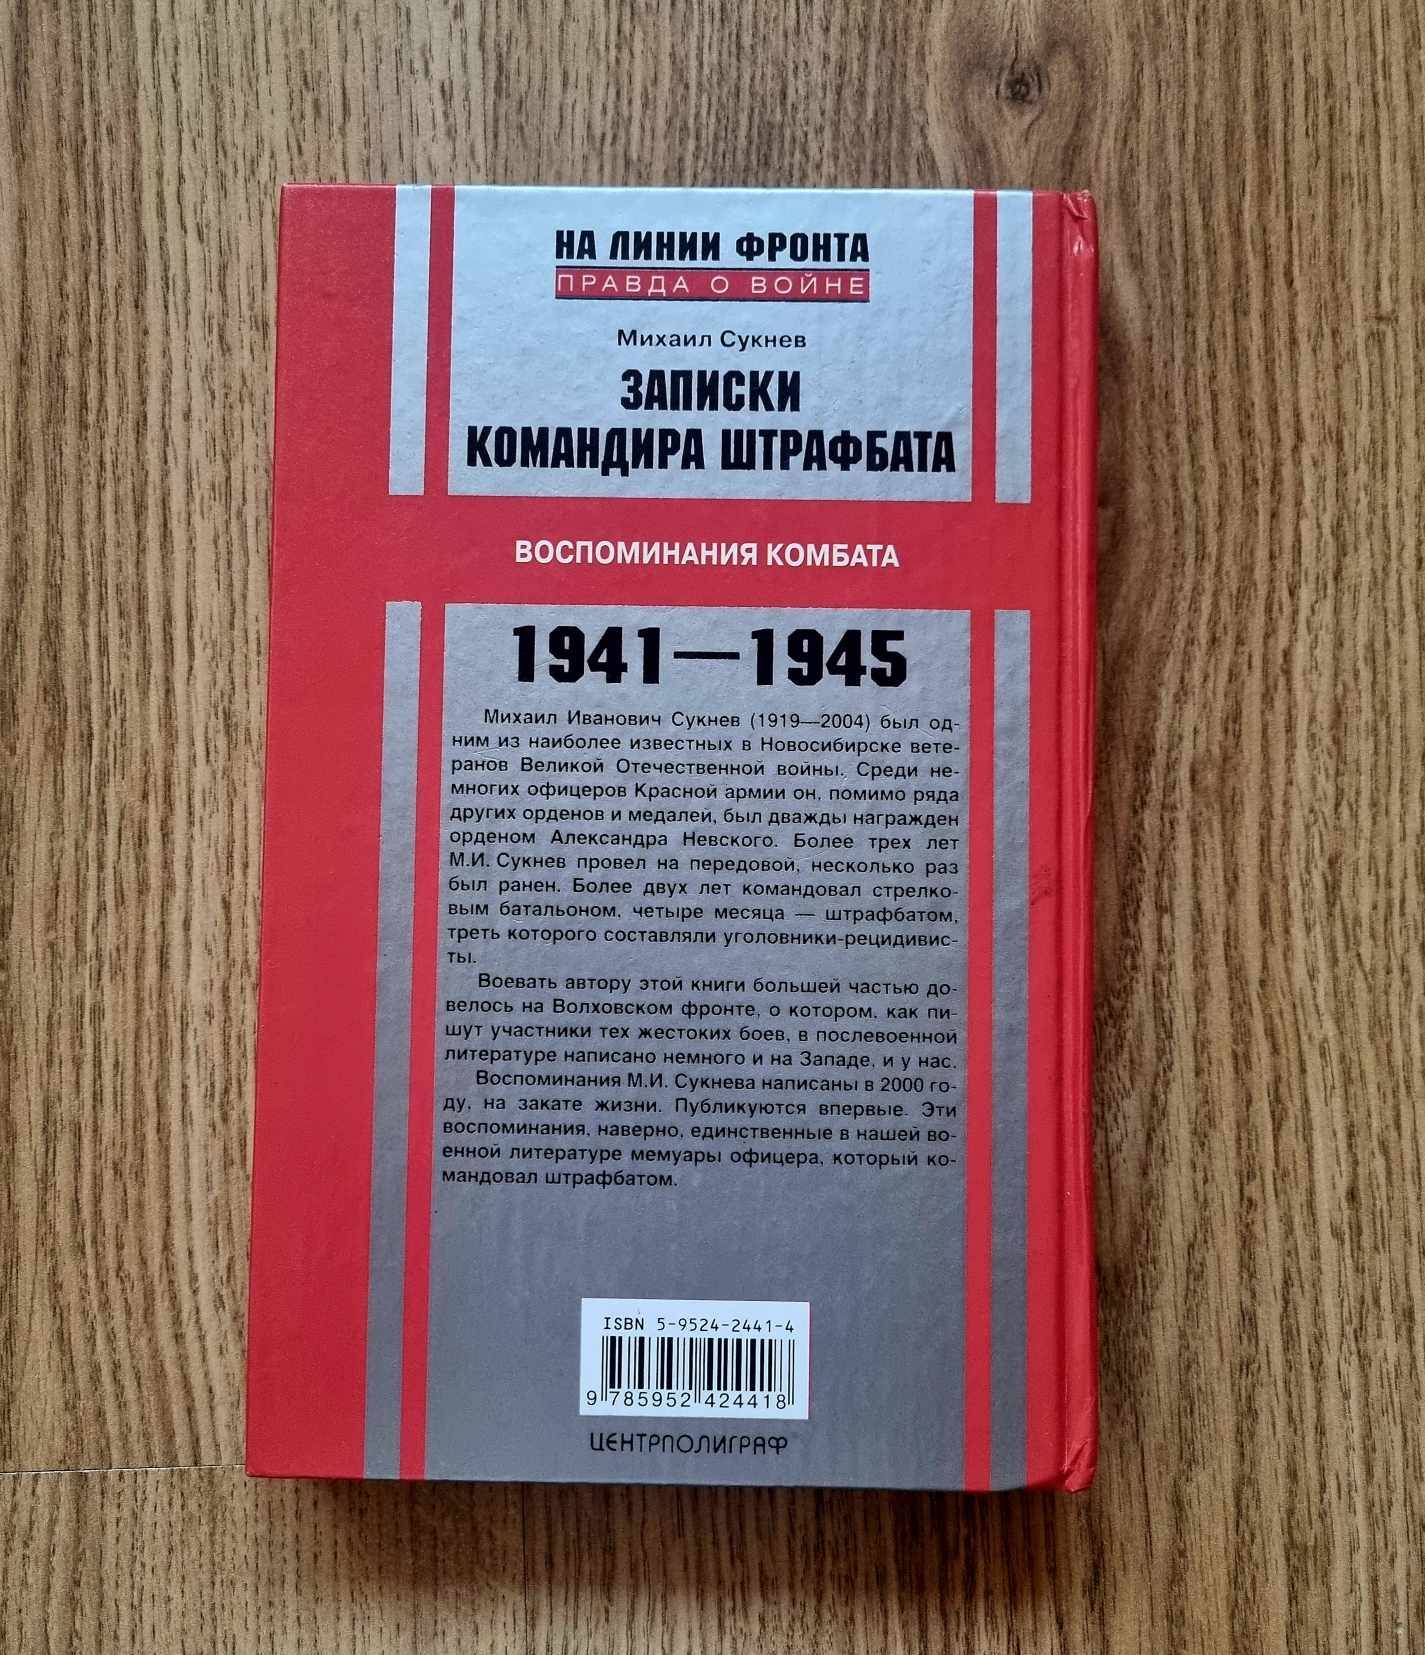 НА ЛИНИИ ФРОНТА
ПРАВДА О ВОЙНЕ
Михаил Сукнев
ЗАПИСКИ
КОМАНДИРА ШТРАФБАТА
ВОСПОМИНАНИЯ КОМБАТА
1941—1945
Михаил Иванович Сукнев (1919—2004) был од-
ним из наиболее известных в Новосибирске вете-
ранов Великой Отечественной войны. Среди не-
многих офицеров Красной армии он, помимо ряда
других орденов и медалей, был дважды награжден
орденом Александра Невского. Более трех лет
М.И. Сукнев провел на передовой, несколько раз
был ранен. Более двух лет командовал стрелко-
вым батальоном, четыре месяца — штрафбатом,
треть которого составляли уголовники-рецидивис-
ты.
Воевать автору этой книги большей частью до-
велось на Волховском фронте, о котором, как пи-
шут участники тех жестоких боев, в послевоенной
литературе написано немного и на Западе, и у нас.
Воспоминания М.И. Сукнева написаны в 2000 го-
ду, на закате жизни. Публикуются впервые. Эти
воспоминания, наверно, единственные в нашей во-
енной литературе мемуары офицера, который ко-
мандовал штрафбатом.
ISBN 5-9524-2441-4
9 785952 424418
ЦЕНТРПОЛИГРАФ